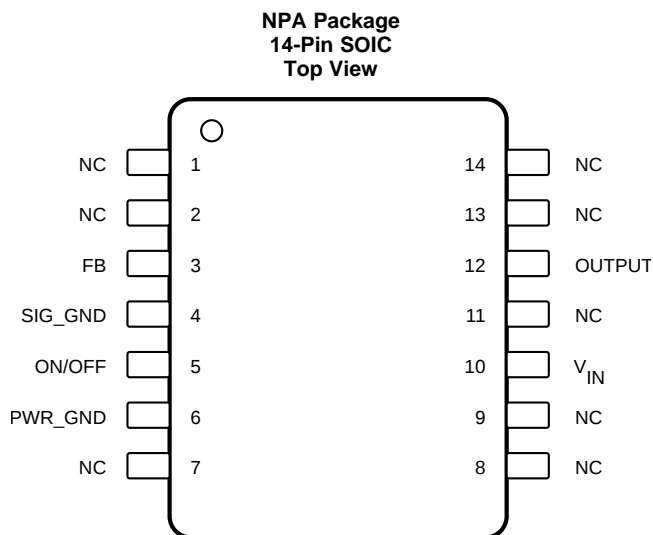 NPA Package
14-Pin SOIC
Top View
NC 1 14 NC
NC 2 13 NC
FB 3 12 OUTPUT
SIG_GND 4 11 NC
ON/OFF 5 10 VIN
PWR_GND 6 9 NC
NC 7 8 NC